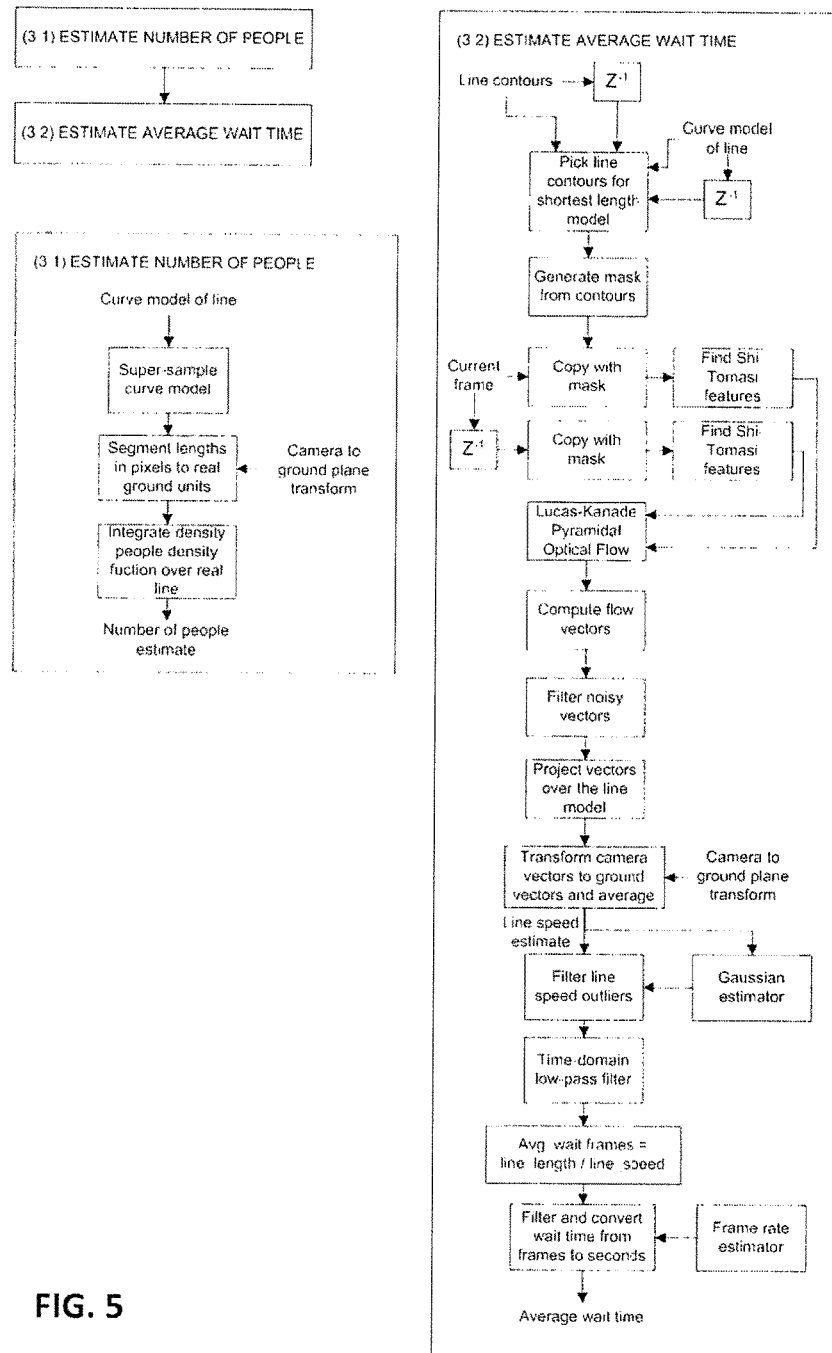 (3 1) ESTIMATE NUMBER OF PEOPLE
(3 2) ESTIMATE AVERAGE WAIT TIME
(3 1) ESTIMATE NUMBER OF PEOPLE
Curve model of line
Super-sample
curve model
Segment lengths
in pixels to real
ground units
Camera to
ground plane
transform
Integrate density
people density
fuction over real
line
Number of people
estimate
(3 2) ESTIMATE AVERAGE WAIT TIME
Line contours
Z-1
Curve model
of line
Z-1
Pick line
contours for
shortest length
model
Generate mask
from contours
Current
frame
Copy with
mask
Find Shi
Tomasi
features
Z-1
Copy with
mask
Find Shi-
Tomasi
features
Lucas-Kanade
Pyramidal
Optical Flow
Compute flow
vectors
Filter noisy
vectors
Project vectors
over the line
model
Transform camera
vectors to ground
vectors and average
Camera to
ground plane
transform
Line speed
estimate
Filter line
speed outliers
Gaussian
estimator
Time-domain
low-pass filter
Avg wait frames =
line_length / line_speed
Filter and convert
wait time from
frames to seconds
Frame rate
estimator
Average wait time
FIG. 5